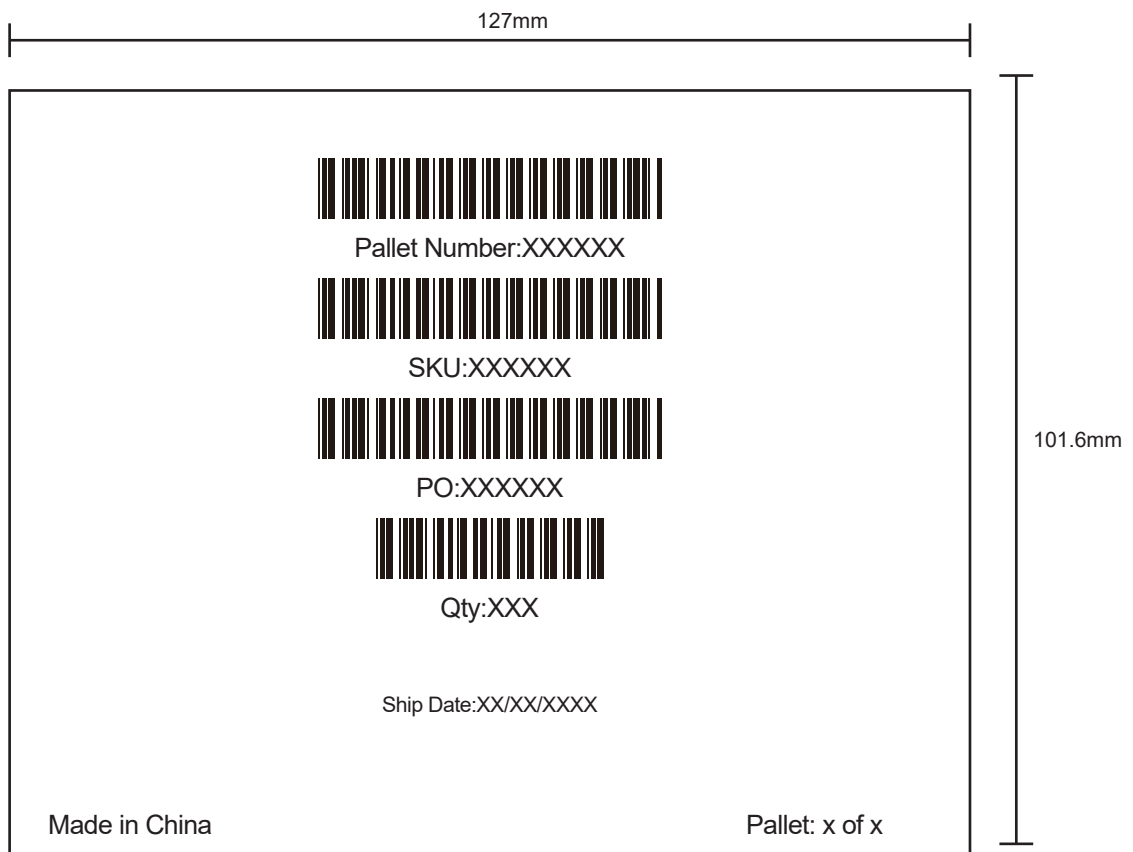 127mm
Pallet Number:XXXXXX
SKU:XXXXXX
101.6mm
PO:XXXXXX
Qty:XXX
Ship Date:XX/XX/XXXX
Made in China
Pallet: x of x